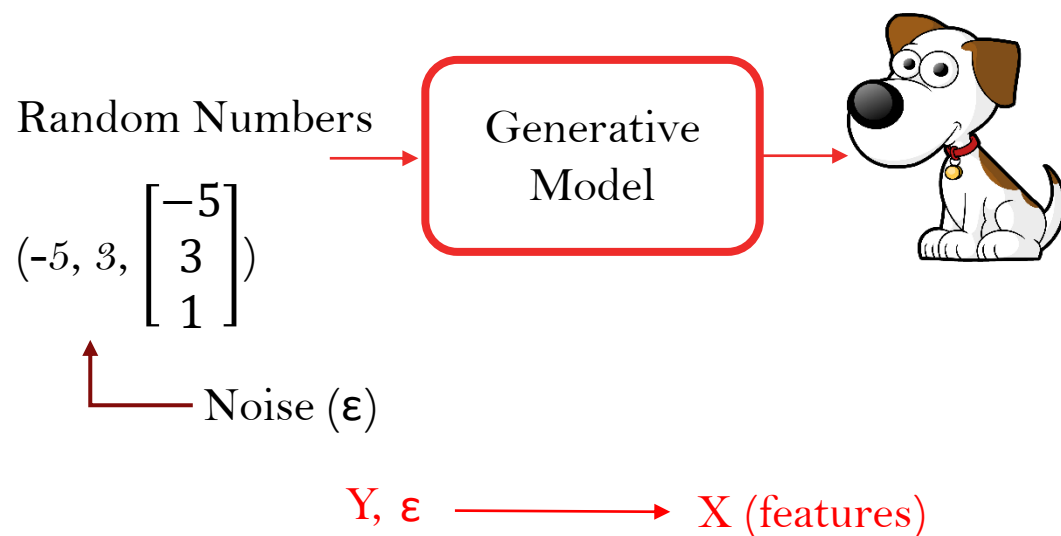 Random Numbers
Generative
Model
(-5, 3, [−5
3
1])
Noise (ε)
Y, ε
X (features)